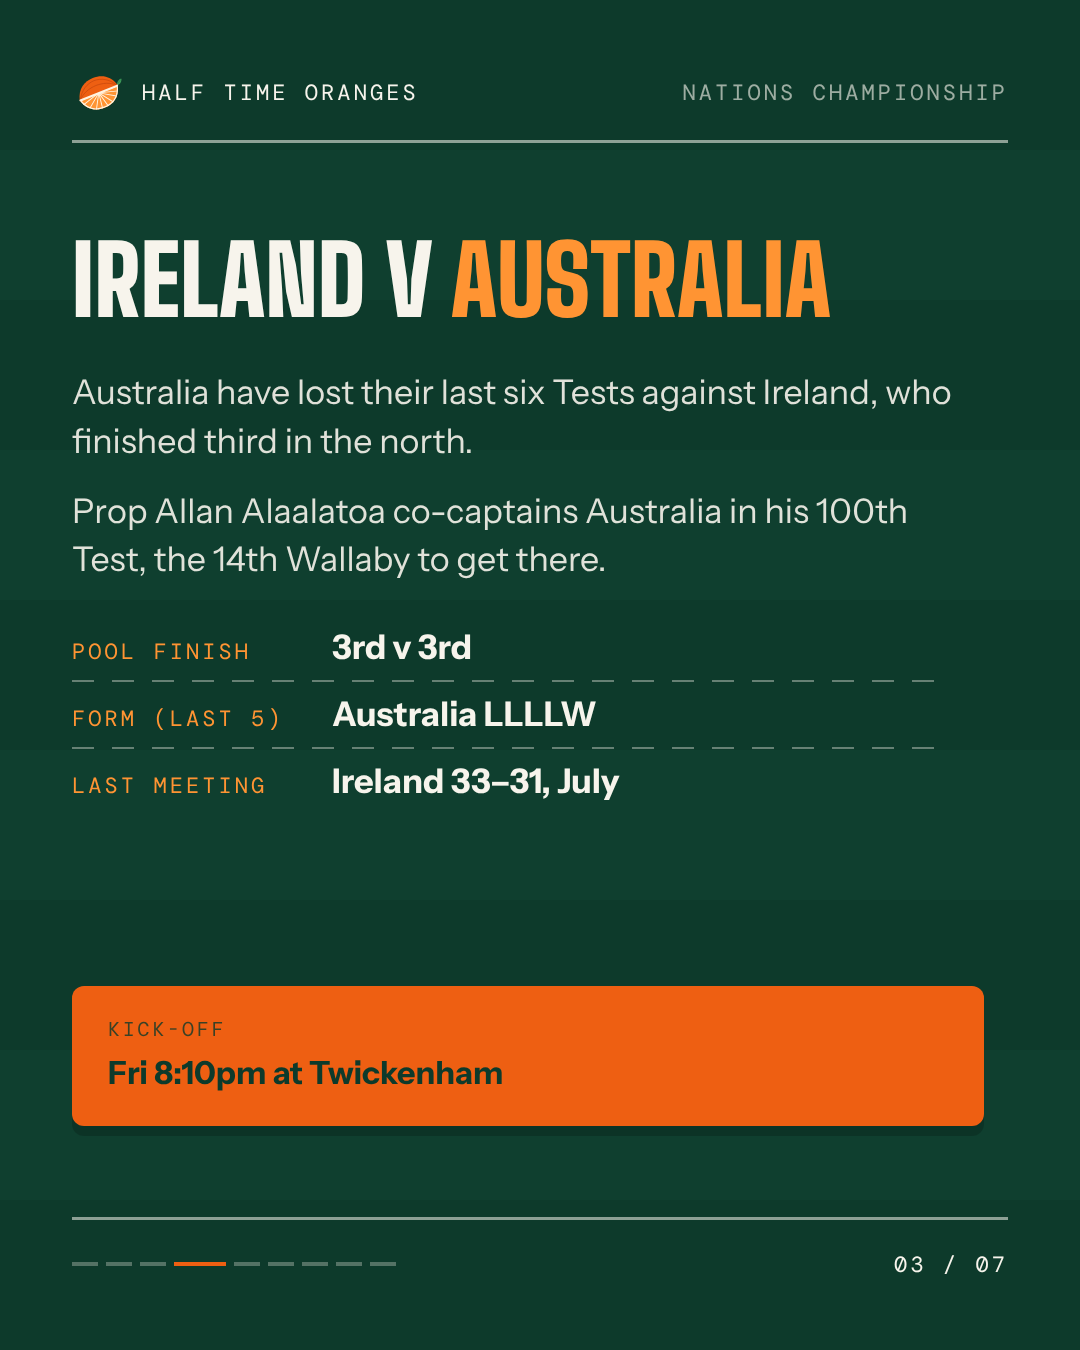 HALF TIME ORANGES
NATIONS CHAMPIONSHIP
IRELAND V AUSTRALIA
Australia have lost their last six Tests against Ireland, who
finished third in the north.
Prop Allan Alaalatoa co-captains Australia in his 100th
Test, the 14th Wallaby to get there.
POOL FINISH 3rd v 3rd
FORM (LAST 5) Australia LLLLW
LAST MEETING Ireland 33–31, July
KICK-OFF
Fri 8:10pm at Twickenham
03 / 07